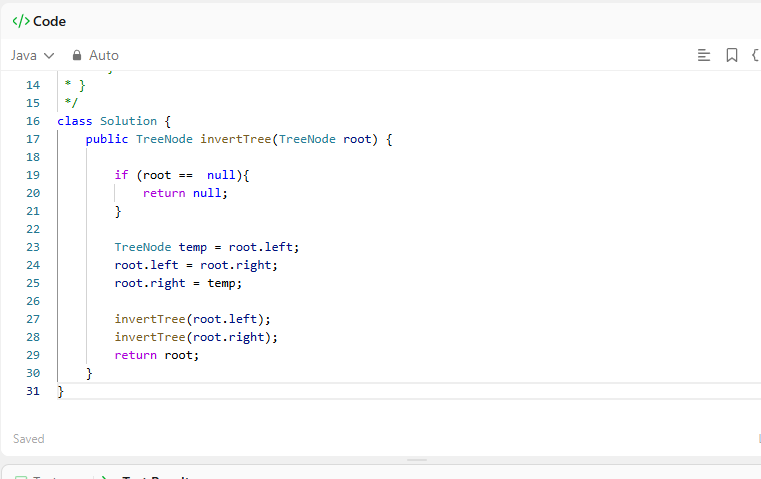 </> Code
Java Auto
14 * }
15 */
16 class Solution {
17 public TreeNode invertTree(TreeNode root) {
18
19 if (root ==  null){
20 return null;
21 }
22
23 TreeNode temp = root.left;
24 root.left = root.right;
25 root.right = temp;
26
27 invertTree(root.left);
28 invertTree(root.right);
29 return root;
30 }
31 }
Saved